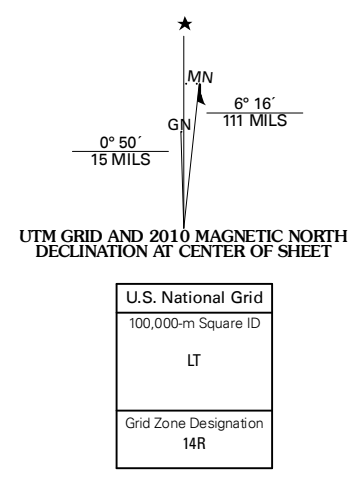 MN
GN
6° 16´
111 MILS
0° 50´
15 MILS
UTM GRID AND 2010 MAGNETIC NORTH
DECLINATION AT CENTER OF SHEET
U.S. National Grid
100,000-m Square ID
LT
Grid Zone Designation
14R